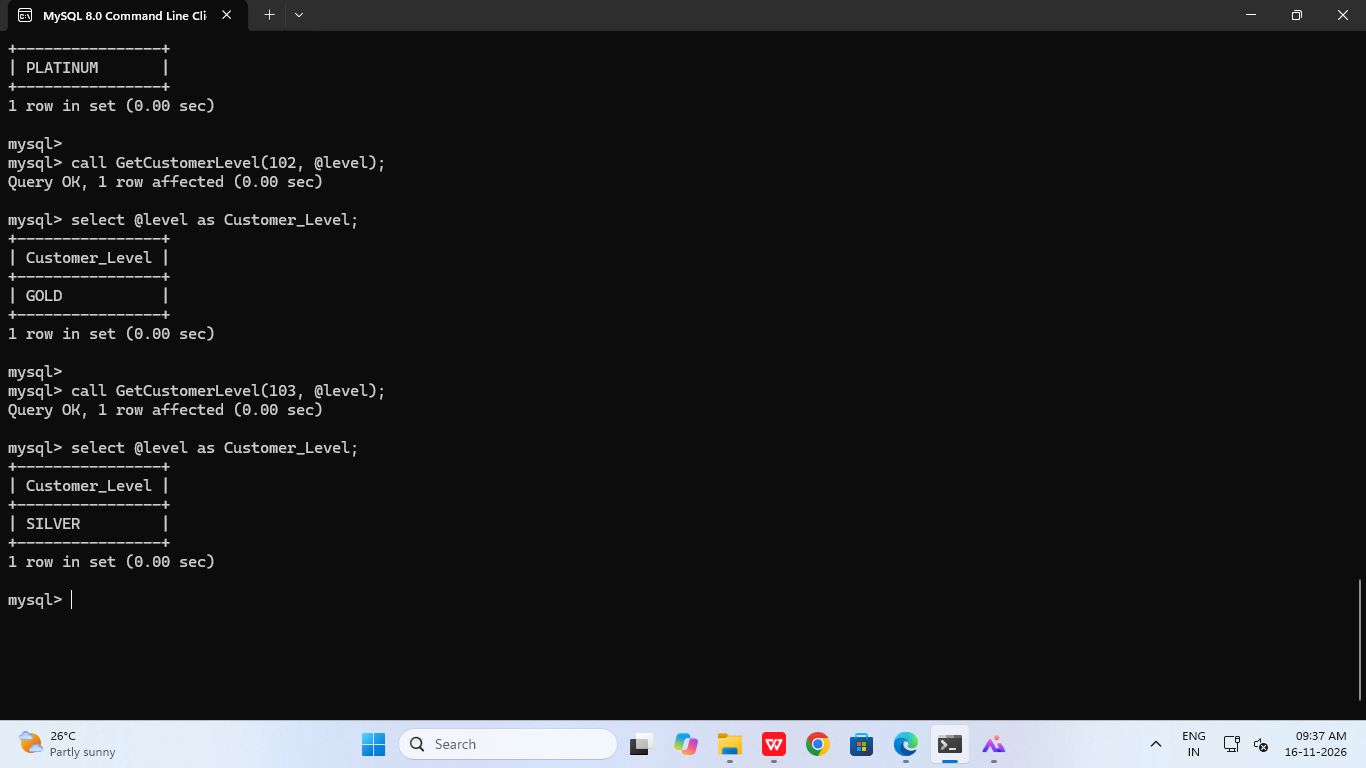 MySQL 8.0 Command Line Cli
+----------------+
| PLATINUM       |
+----------------+
1 row in set (0.00 sec)
mysql>
mysql> call GetCustomerLevel(102, @level);
Query OK, 1 row affected (0.00 sec)
mysql> select @level as Customer_Level;
+----------------+
| Customer_Level |
+----------------+
| GOLD           |
+----------------+
1 row in set (0.00 sec)
mysql>
mysql> call GetCustomerLevel(103, @level);
Query OK, 1 row affected (0.00 sec)
mysql> select @level as Customer_Level;
+----------------+
| Customer_Level |
+----------------+
| SILVER         |
+----------------+
1 row in set (0.00 sec)
mysql>
26°C
Partly sunny
Search
ENG
IN
09:37 AM
16-11-2026